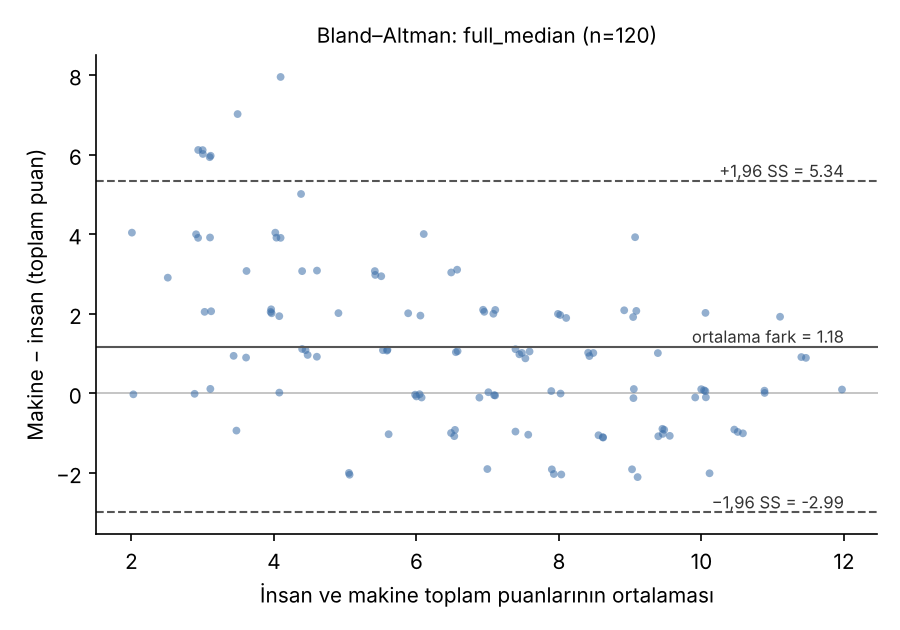 Bland–Altman: full_median (n=120)
Makine − insan (toplam puan)
8
6
4
2
0
−2
+1,96 SS = 5.34
ortalama fark = 1.18
−1,96 SS = -2.99
2 4 6 8 10 12
İnsan ve makine toplam puanlarının ortalaması